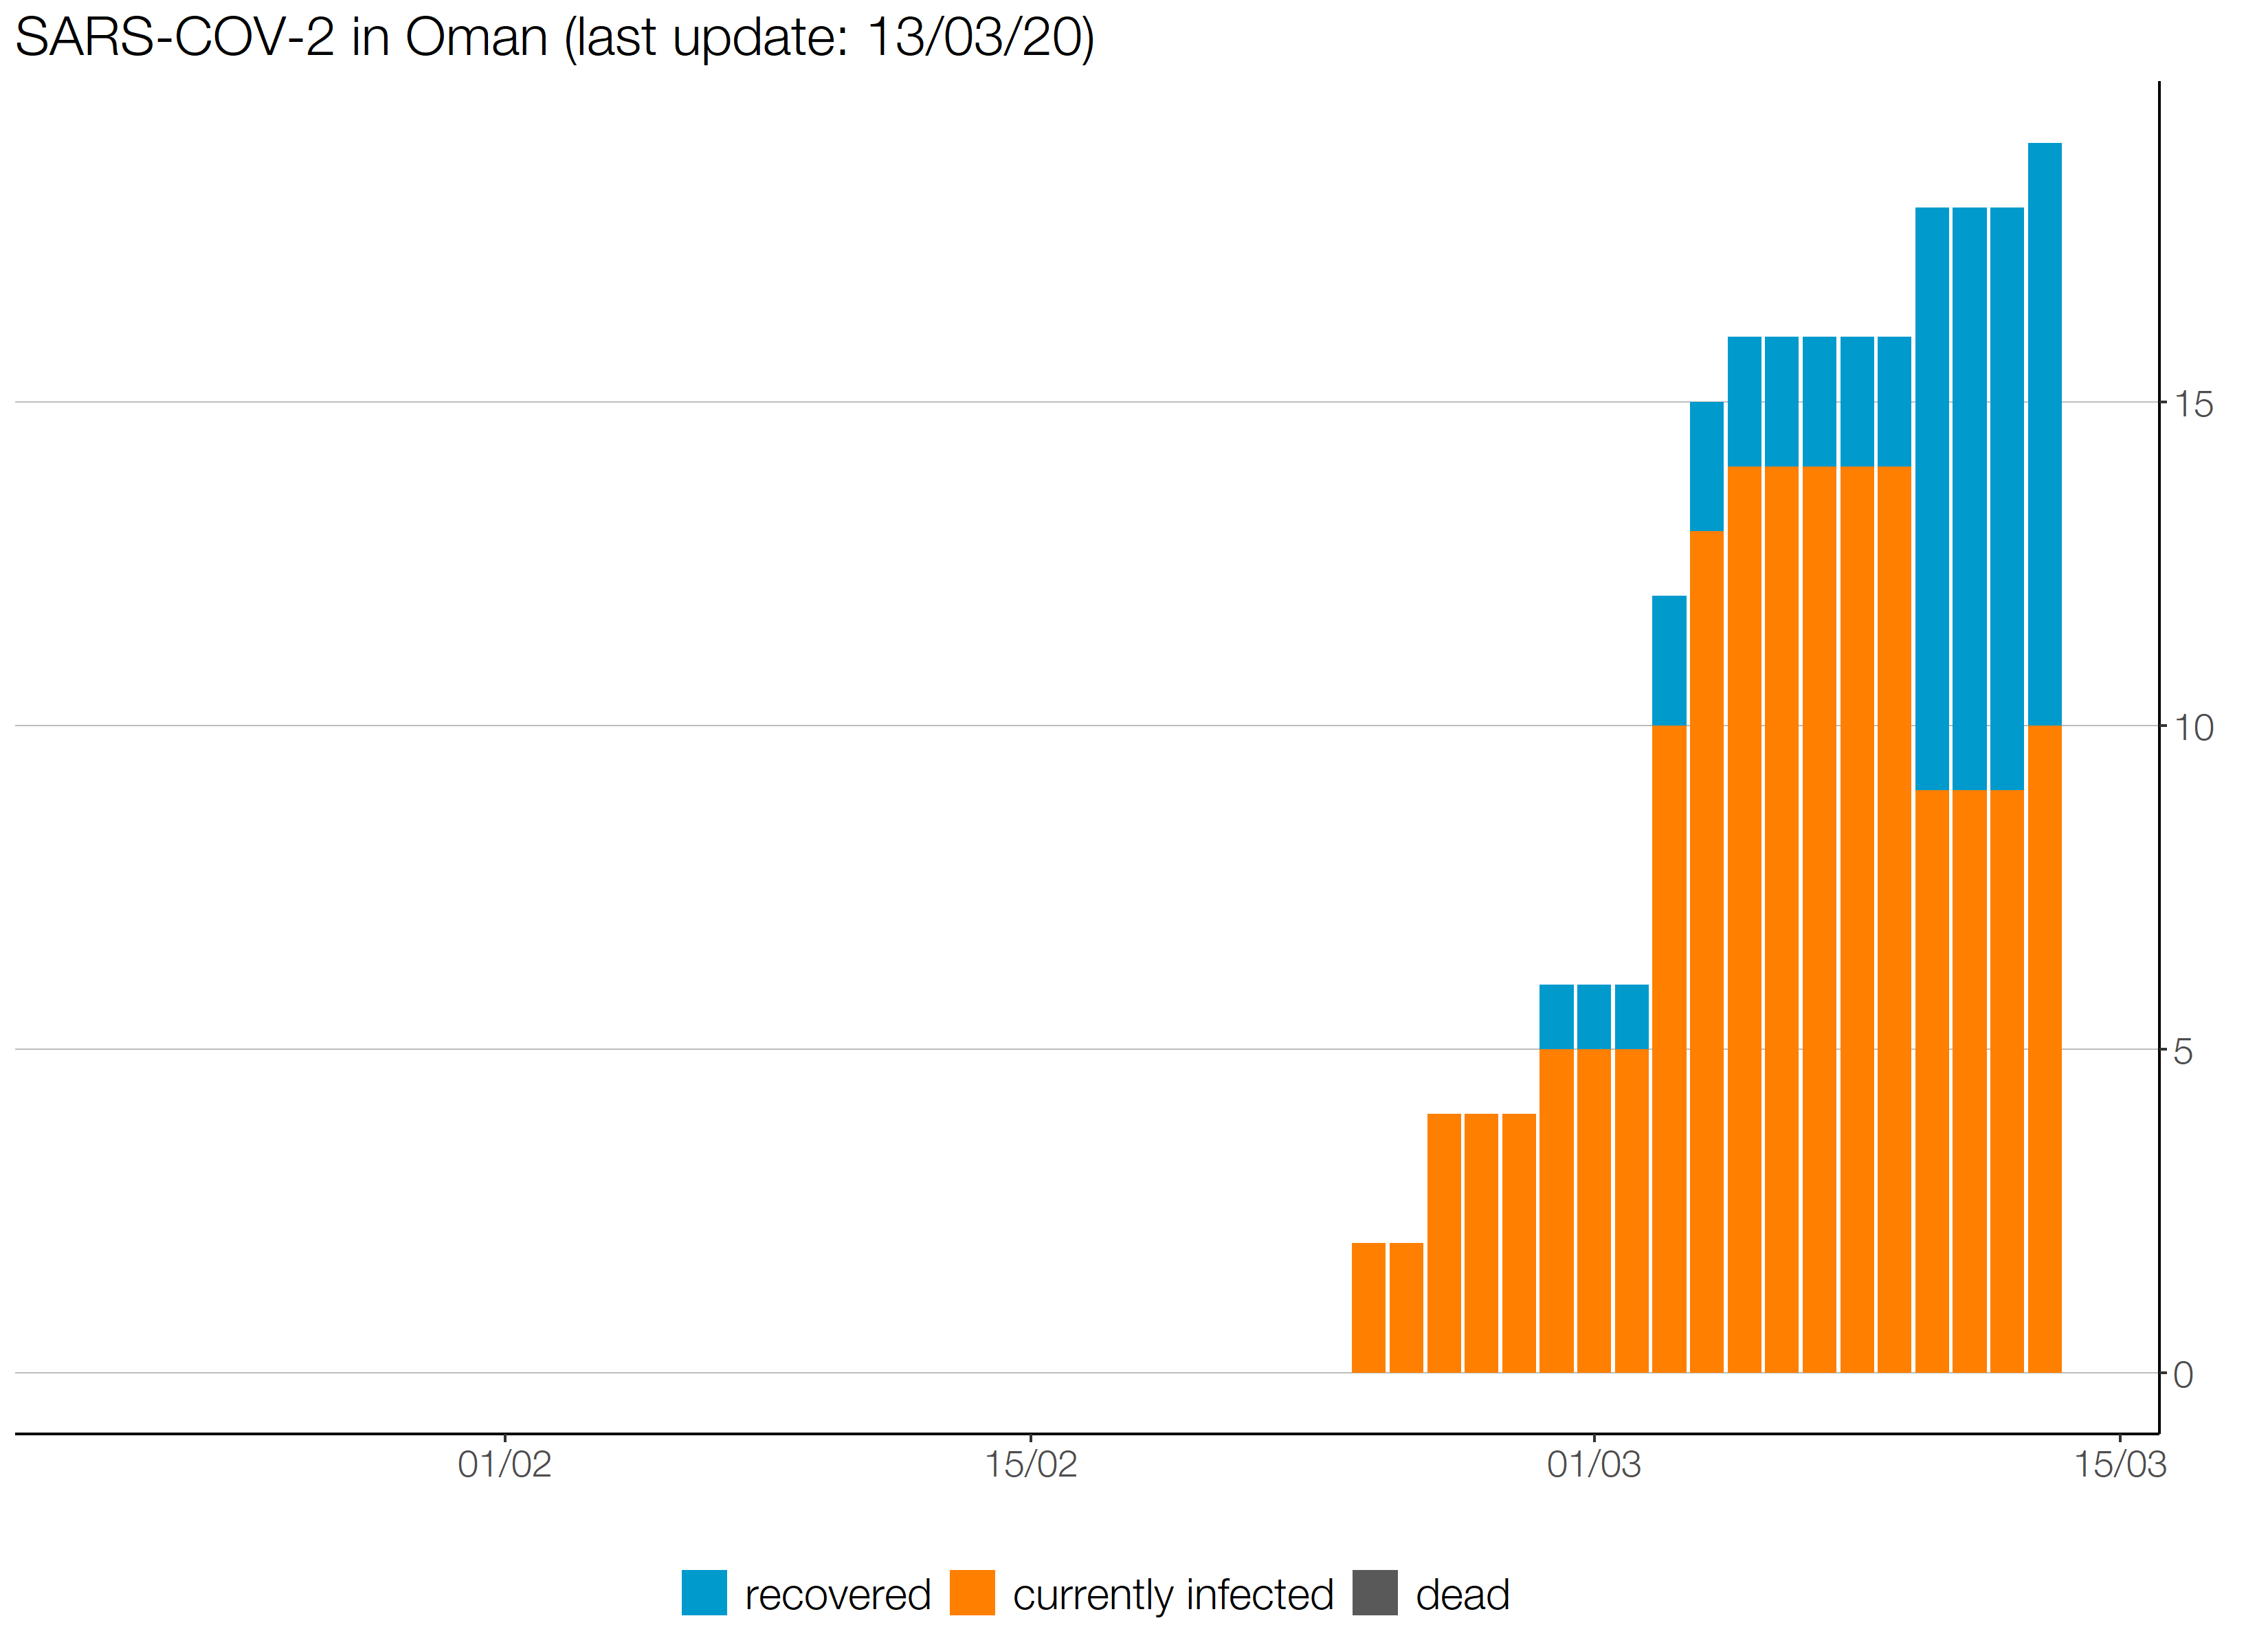 SARS-COV-2 in Oman (last update: 13/03/20)
15
10
5
0
01/02 15/02 01/03 15/03
recovered currently infected dead